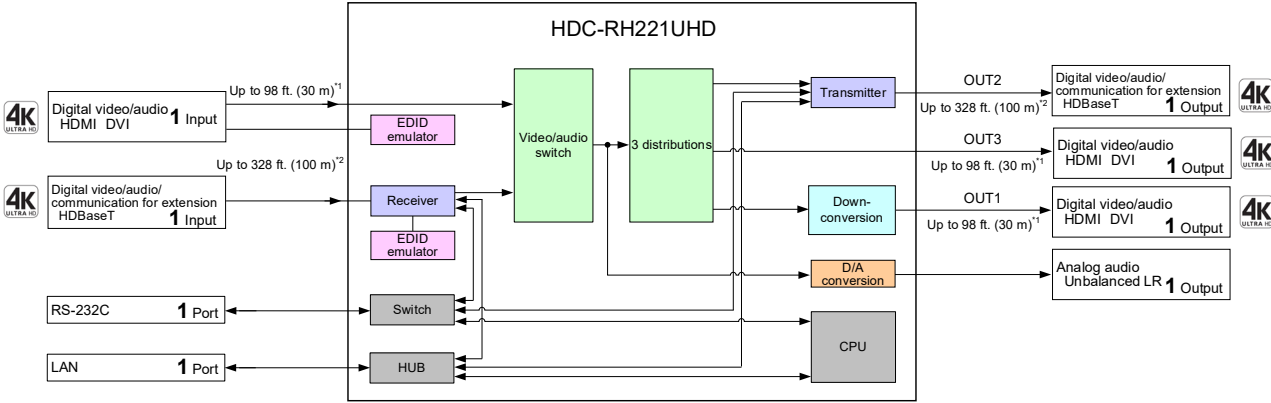 HDC-RH221UHD
4K
ULTRA HD
Digital video/audio
HDMI DVI 1 Input
Up to 98 ft. (30 m)*1
EDID
emulator
4K
ULTRA HD
Digital video/audio/
communication for extension
HDBaseT
1 Input
Up to 328 ft. (100 m)*2
Receiver
EDID
emulator
Video/audio
switch
3 distributions
Transmitter
OUT2
Up to 328 ft. (100 m)*2
Digital video/audio/
communication for extension
HDBaseT
1 Output
4K
ULTRA HD
OUT3
Up to 98 ft. (30 m)*1
Digital video/audio
HDMI DVI
1 Output
4K
ULTRA HD
Down-
conversion
OUT1
Up to 98 ft. (30 m)*1
Digital video/audio
HDMI DVI
1 Output
4K
ULTRA HD
D/A
conversion
Analog audio
Unbalanced LR 1 Output
RS-232C 1 Port
Switch
CPU
LAN 1 Port
HUB